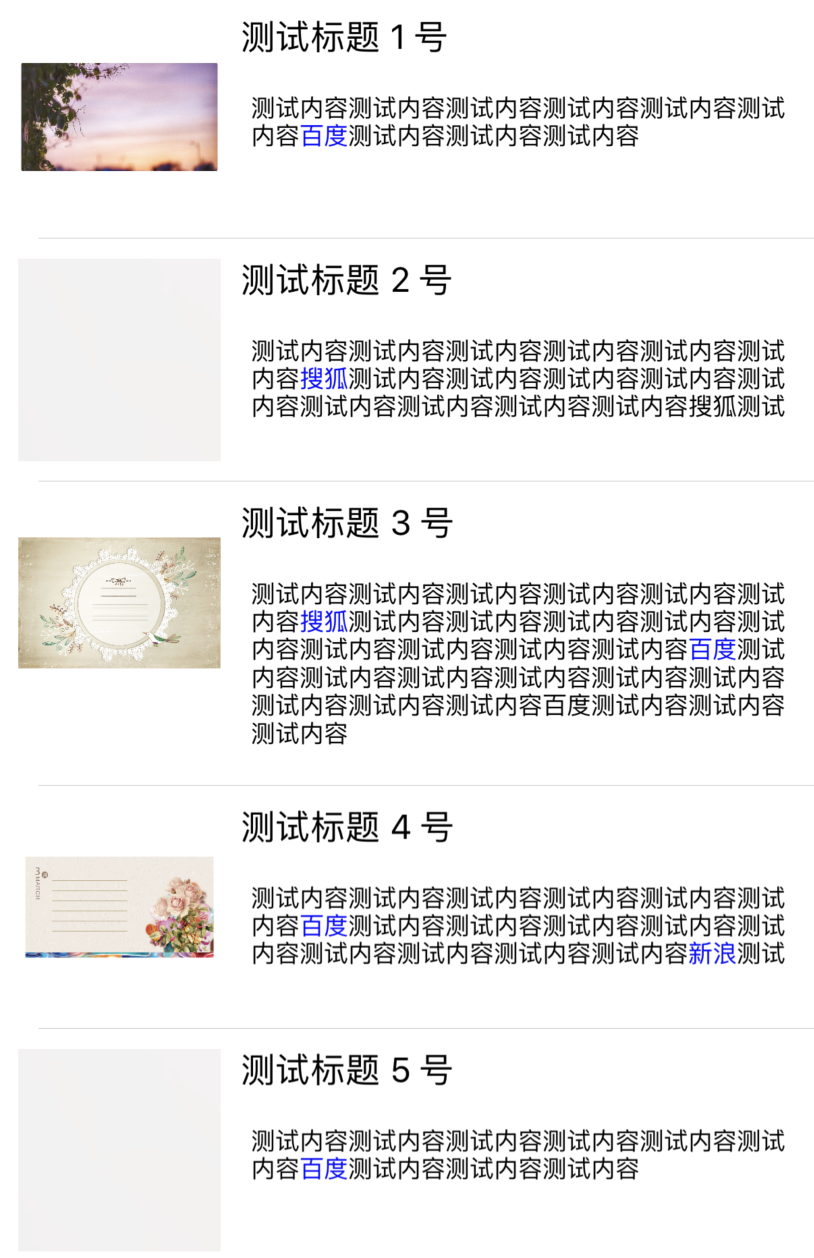 测试标题 1 号
测试内容测试内容测试内容测试内容测试内容测试
内容百度测试内容测试内容测试内容
测试标题 2 号
测试内容测试内容测试内容测试内容测试内容测试
内容搜狐测试内容测试内容测试内容测试内容测试
内容测试内容测试内容测试内容测试内容搜狐测试
测试标题 3 号
测试内容测试内容测试内容测试内容测试内容测试
内容搜狐测试内容测试内容测试内容测试内容测试
内容测试内容测试内容测试内容测试内容百度测试
内容测试内容测试内容测试内容测试内容测试内容
测试内容测试内容测试内容百度测试内容测试内容
测试内容
测试标题 4 号
MARCH
测试内容测试内容测试内容测试内容测试内容测试
内容百度测试内容测试内容测试内容测试内容测试
内容测试内容测试内容测试内容测试内容新浪测试
测试标题 5 号
测试内容测试内容测试内容测试内容测试内容测试
内容百度测试内容测试内容测试内容